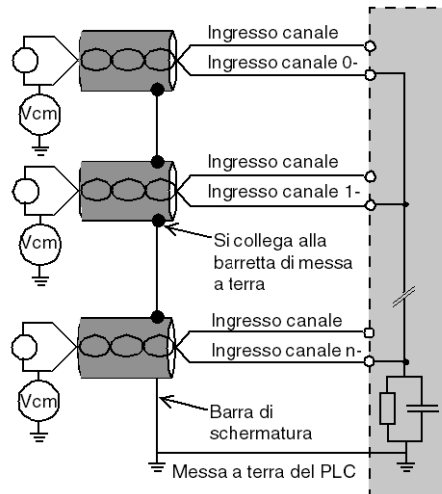 Ingresso canale
Ingresso canale 0-
Vcm
Ingresso canale
Ingresso canale 1-
Vcm
Si collega alla
barretta di messa
a terra
Ingresso canale
Ingresso canale n-
Vcm
Barra di
schermatura
Messa a terra del PLC